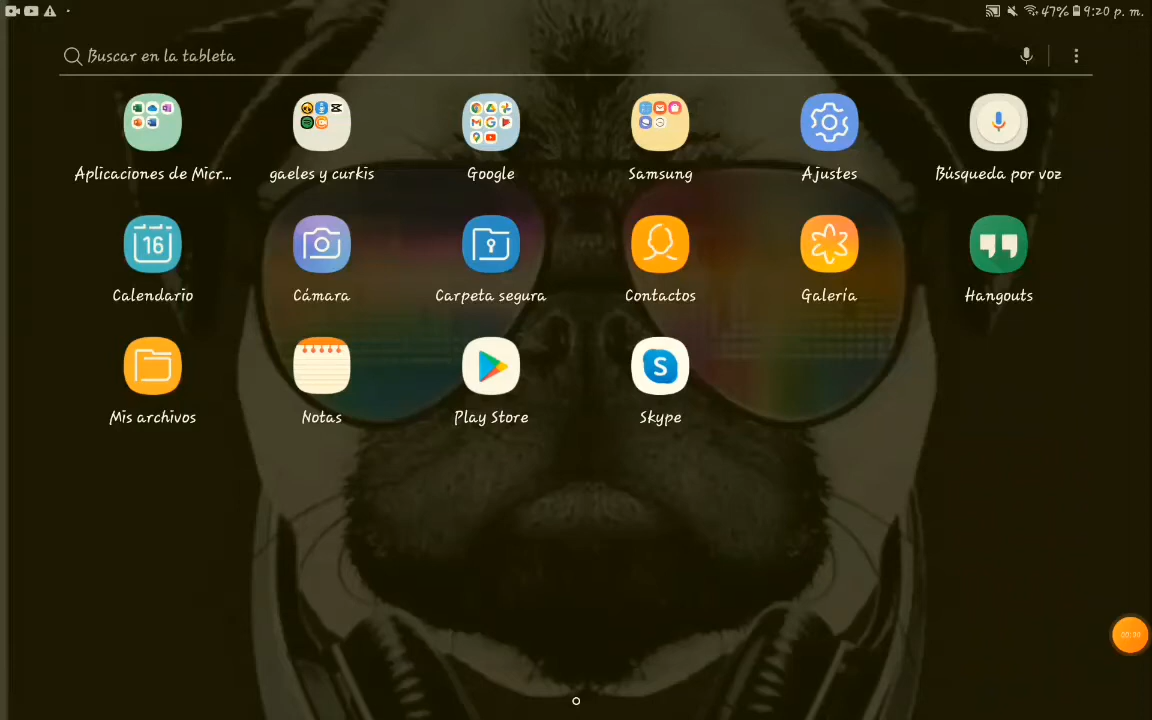 47% 9:20 p. m.
Buscar en la tableta
Aplicaciones de Micr... gaeles y curkis Google Samsung Ajustes Búsqueda por voz
16
Calendario Cámara Carpeta segura Contactos Galería Hangouts
S
Mis archivos Notas Play Store Skype